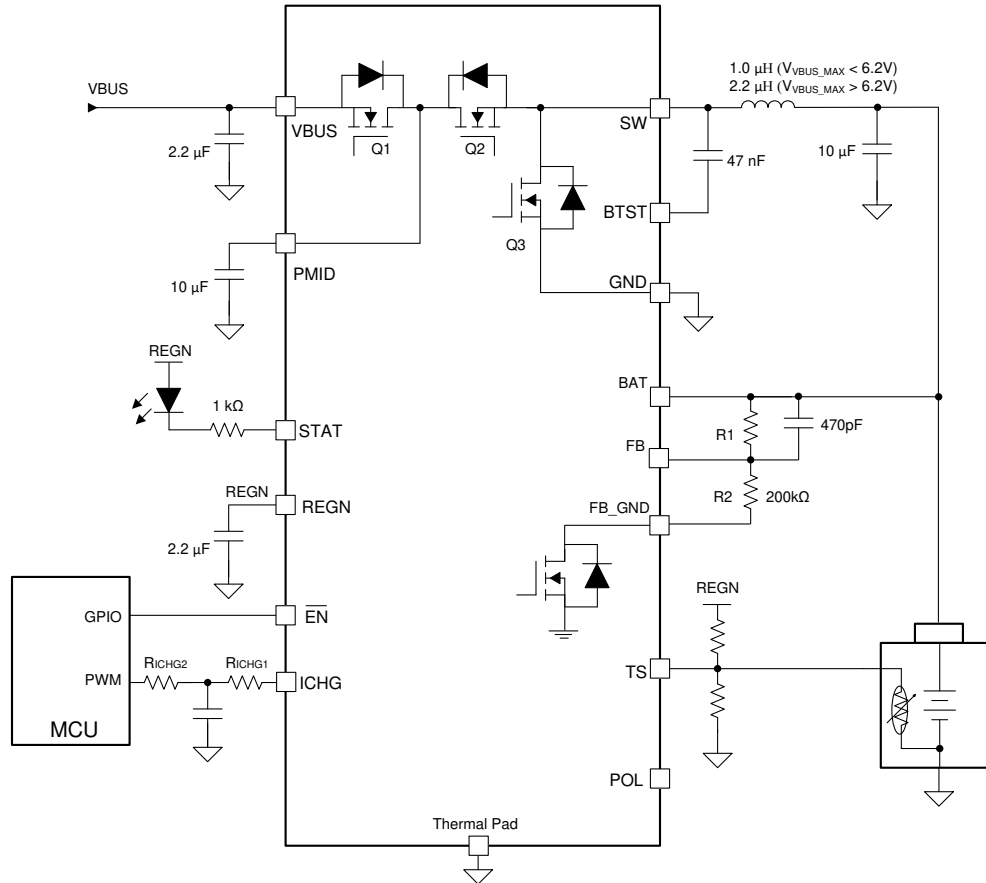 1.0 µH (VVBUS_MAX < 6.2V)
2.2 µH (VVBUS_MAX > 6.2V)
VBUS
VBUS
Q1
Q2
SW
2.2 µF
47 nF
10 µF
BTST
Q3
PMID
GND
10 µF
REGN
BAT
1 kΩ
STAT
R1
470pF
FB
REGN
REGN
R2
200kΩ
FB_GND
2.2 µF
REGN
GPIO
EN
TS
RICHG2
RICHG1
PWM
ICHG
MCU
POL
Thermal Pad